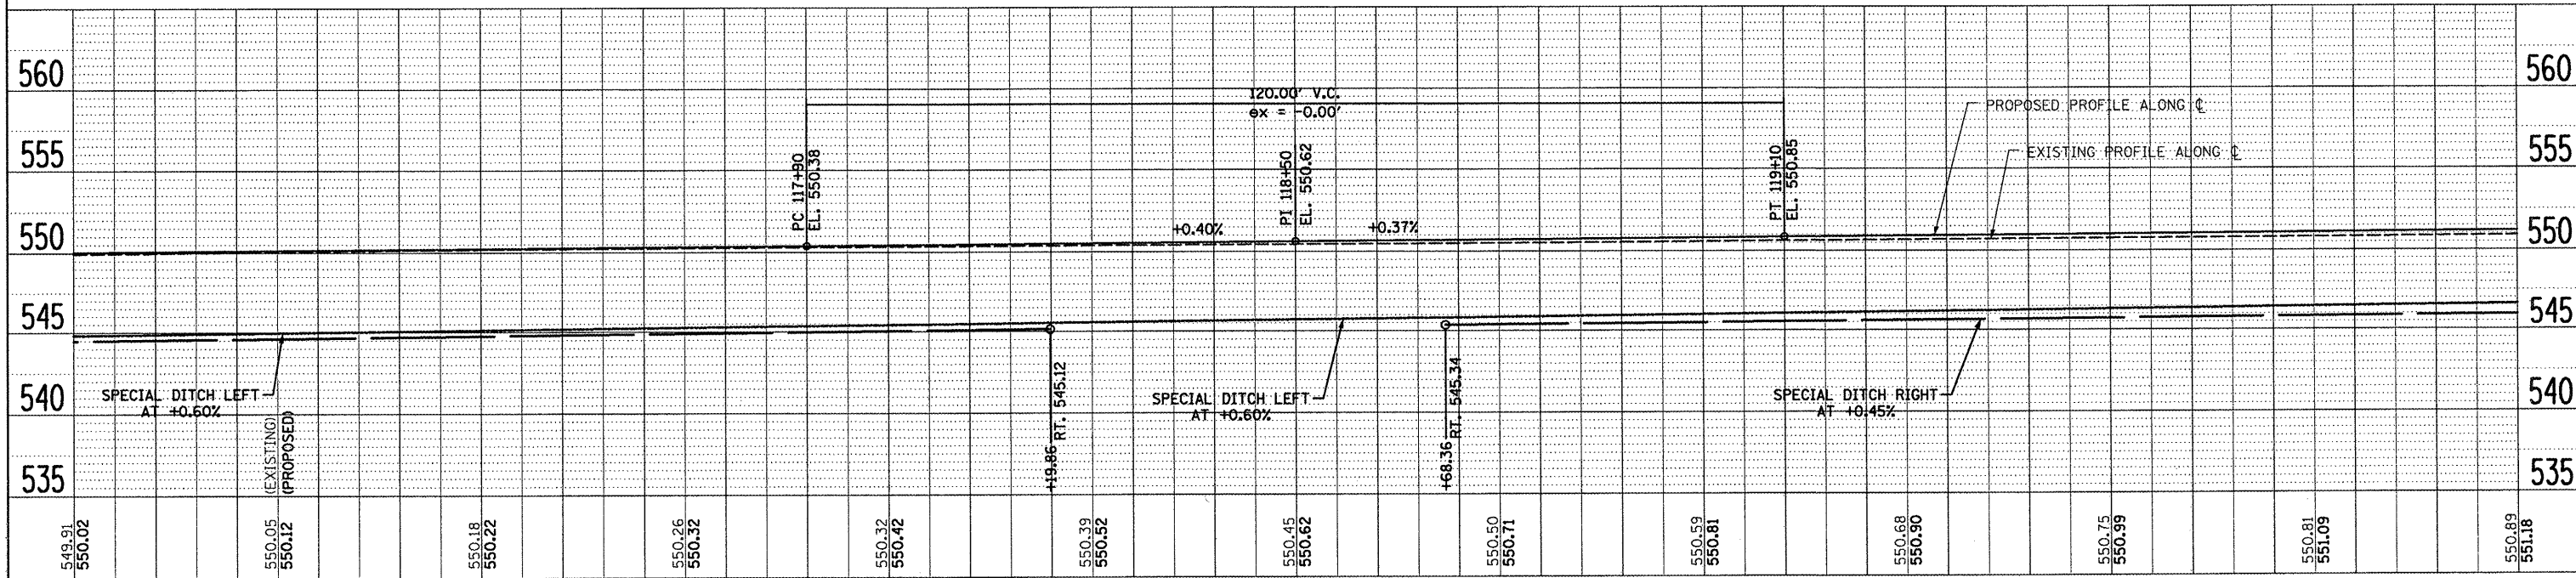 560
555
550
545
540
535
120.00' V.C.
ex = -0.00'
PC 117+90
EL. 550.38
PI 118+50
EL. 550.62
PT 119+10
EL. 550.85
+0.40%
+0.37%
PROPOSED PROFILE ALONG ℄
EXISTING PROFILE ALONG ℄
SPECIAL DITCH LEFT
AT +0.60%
(EXISTING)
(PROPOSED)
+19.86
RT. 545.12
SPECIAL DITCH LEFT
AT +0.60%
+68.36
RT. 545.34
SPECIAL DITCH RIGHT
AT +0.45%
560
555
550
545
540
535
549.91
550.02
550.05
550.12
550.18
550.22
550.26
550.32
550.32
550.42
550.39
550.52
550.45
550.62
550.50
550.71
550.59
550.81
550.68
550.90
550.75
550.99
550.81
551.09
550.89
551.18